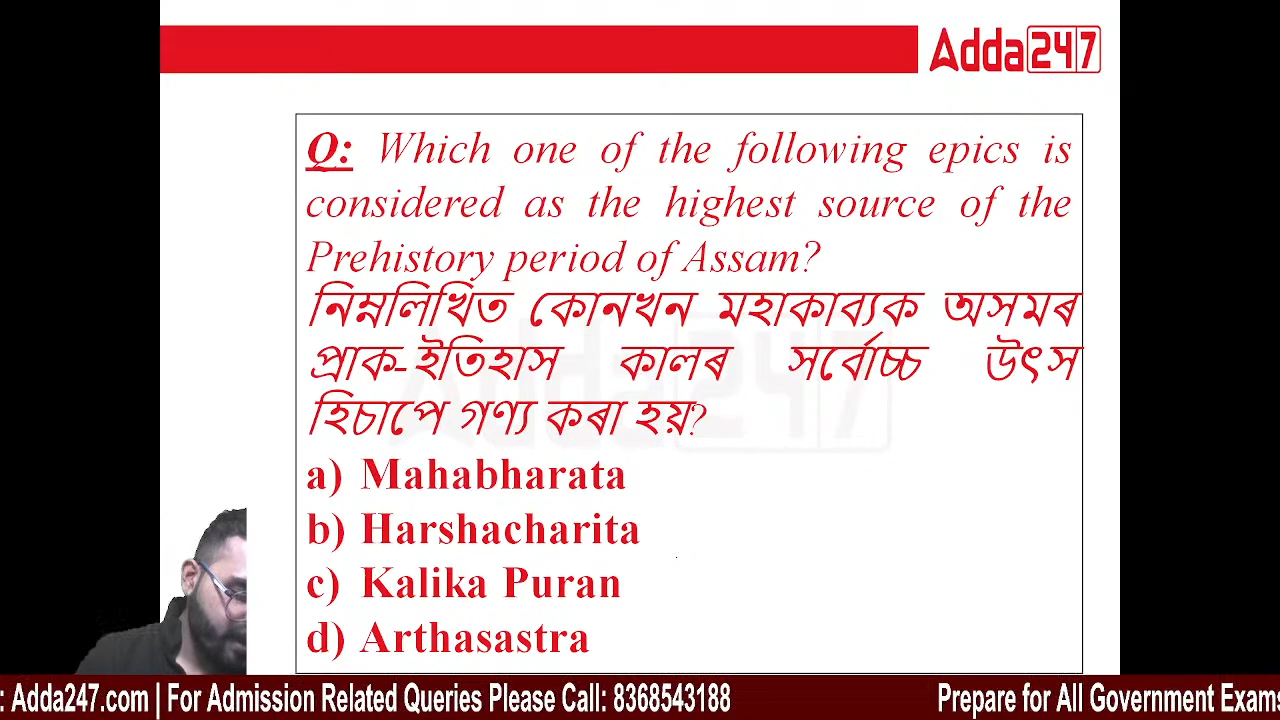 Adda247
Q: Which one of the following epics is
considered as the highest source of the
Prehistory period of Assam?
নিম্নলিখিত কোনখন মহাকাব্যক অসমৰ
প্ৰাক-ইতিহাস কালৰ সৰ্বোচ্চ উৎস
হিচাপে গণ্য কৰা হয়?
a) Mahabharata
b) Harshacharita
c) Kalika Puran
d) Arthasastra
: Adda247.com | For Admission Related Queries Please Call: 8368543188 Prepare for All Government Exams